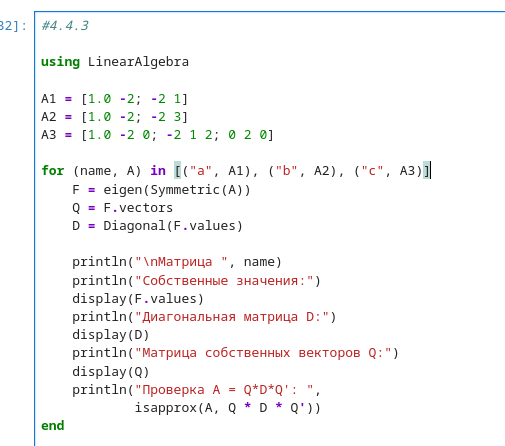 32]:
#4.4.3
using LinearAlgebra
A1 = [1.0 -2; -2 1]
A2 = [1.0 -2; -2 3]
A3 = [1.0 -2 0; -2 1 2; 0 2 0]
for (name, A) in [("a", A1), ("b", A2), ("c", A3)]
    F = eigen(Symmetric(A))
    Q = F.vectors
    D = Diagonal(F.values)
    println("\nМатрица ", name)
    println("Собственные значения:")
    display(F.values)
    println("Диагональная матрица D:")
    display(D)
    println("Матрица собственных векторов Q:")
    display(Q)
    println("Проверка A = Q*D*Q': ",
            isapprox(A, Q * D * Q'))
end